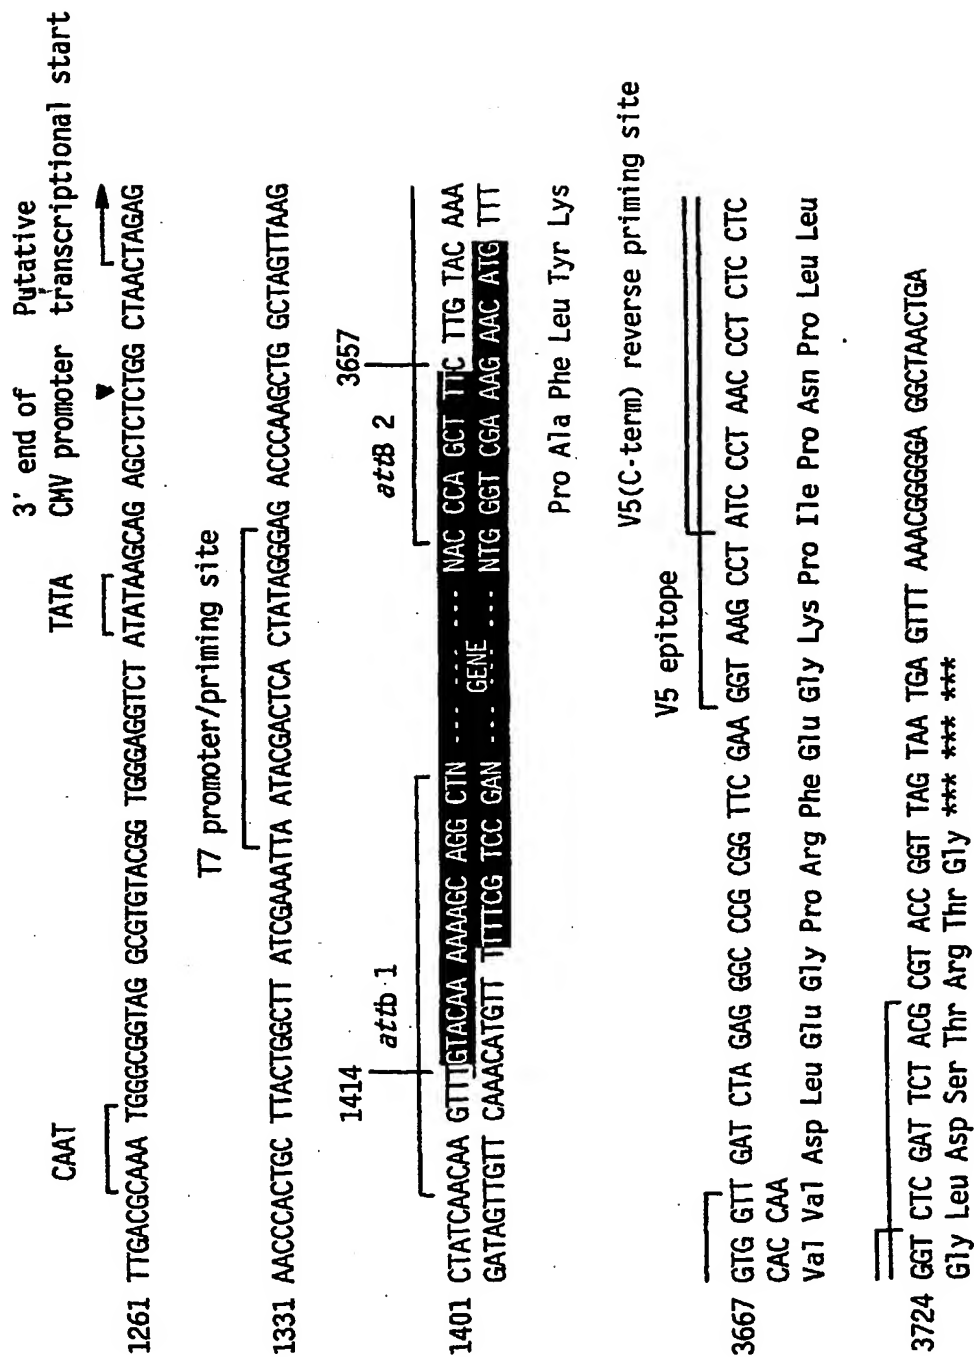 3' end of Putative
CAAT TATA CMV promoter transcriptional start
1261 TTGACGCAAA TGGGCGGTAG GCGTGTACGG TGGGAGGTCT ATATAAGCAG AGCTCTCTGG CTAACTAGAG
T7 promoter/priming site
1331 AACCCACTGC TTACTGGCTT ATCGAAATTA ATACGACTCA CTATAGGGAG ACCCAAGCTG GCTAGTTAAG
1414 3657
attb 1 attB 2
1401 CTATCAACAA GTTTGTACAA AAAAGC AGG CTN --- --- --- NAC CCA GCT TTC TTG TAC AAA
GENE
GATAGTTGTT CAAACATGTT TTTTCG TCC GAN --- --- --- NTG GGT CGA AAG AAC ATG TTT
Pro Ala Phe Leu Tyr Lys
V5(C-term) reverse priming site
V5 epitope
3667 GTG GTT GAT CTA GAG GGC CCG CGG TTC GAA GGT AAG CCT ATC CCT AAC CCT CTC CTC
CAC CAA
Val Val Asp Leu Glu Gly Pro Arg Phe Glu Gly Lys Pro Ile Pro Asn Pro Leu Leu
3724 GGT CTC GAT TCT ACG CGT ACC GGT TAG TAA TGA GTTT AAACGGGGGA GGCTAACTGA
Gly Leu Asp Ser Thr Arg Thr Gly *** *** ***